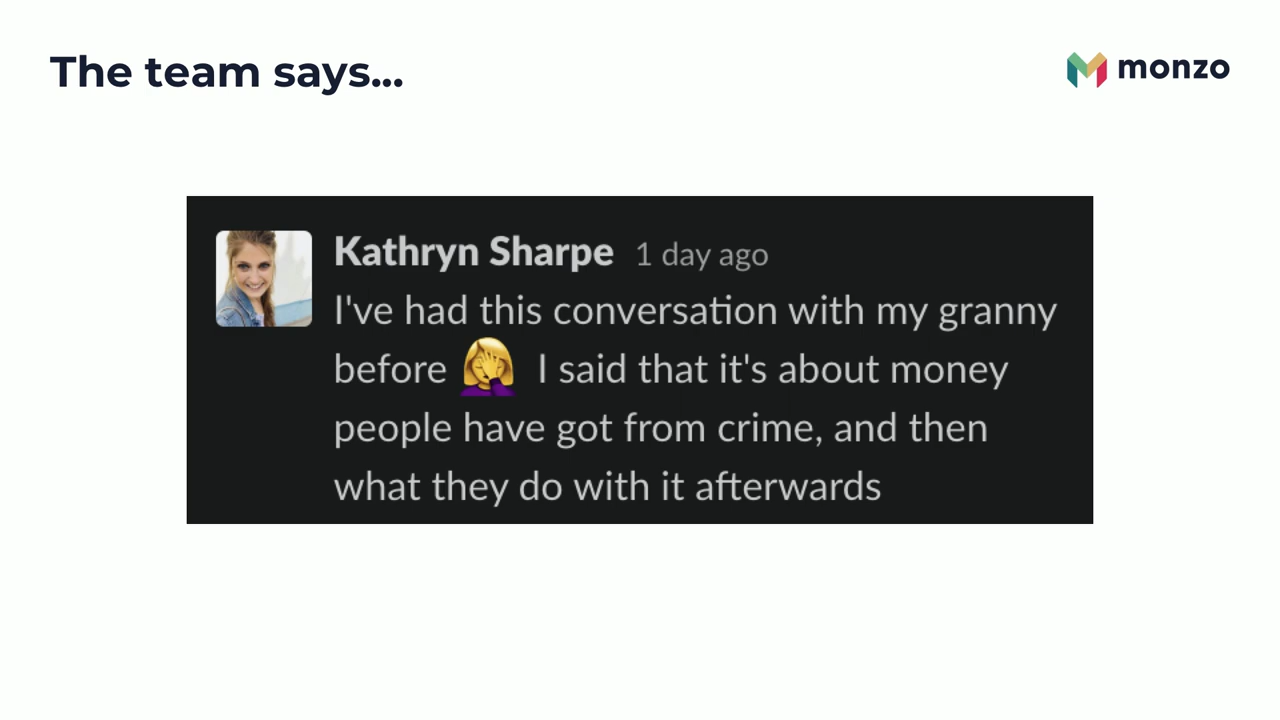 The team says...
monzo
Kathryn Sharpe 1 day ago
I've had this conversation with my granny
before 🤦‍♀️ I said that it's about money
people have got from crime, and then
what they do with it afterwards